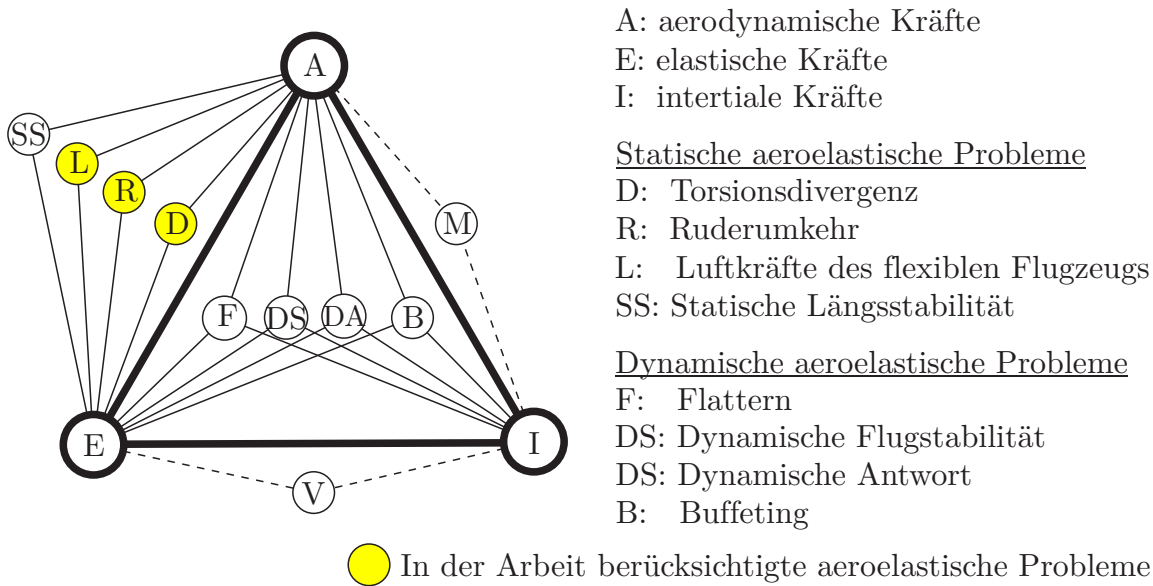 A
SS
L
R
D
M
F
DS
DA
B
E
I
V
A: aerodynamische Kräfte
E: elastische Kräfte
I: intertiale Kräfte
Statische aeroelastische Probleme
D: Torsionsdivergenz
R: Ruderumkehr
L: Luftkräfte des flexiblen Flugzeugs
SS: Statische Längsstabilität
Dynamische aeroelastische Probleme
F: Flattern
DS: Dynamische Flugstabilität
DS: Dynamische Antwort
B: Buffeting
In der Arbeit berücksichtigte aeroelastische Probleme